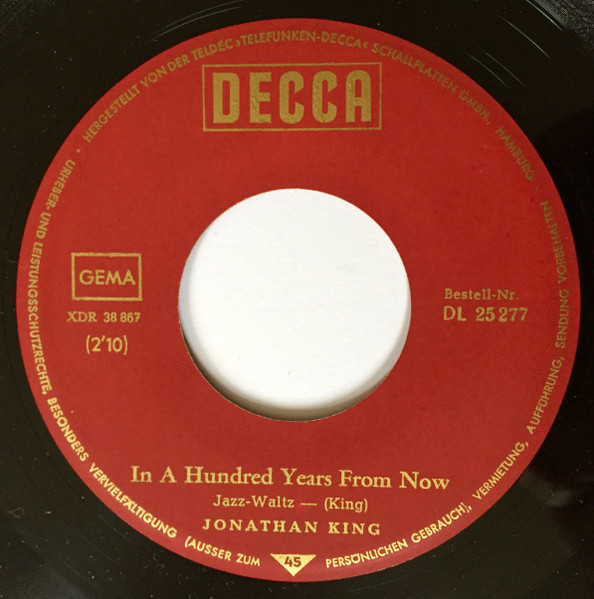 HERGESTELLT VON DER TELDEC »TELEFUNKEN-DECCA« SCHALLPLATTEN GMBH., HAMBURG ·
DECCA
GEMA
XDR 38 867
(2'10)
Bestell-Nr.
DL 25 277
In A Hundred Years From Now
Jazz-Waltz — (King)
JONATHAN KING
URHEBER- UND LEISTUNGSSCHUTZRECHTE, BESONDERS VERVIELFÄLTIGUNG (AUSSER ZUM PERSÖNLICHEN GEBRAUCH), VERMIETUNG, AUFFÜHRUNG, SENDUNG VORBEHALTEN ·
45